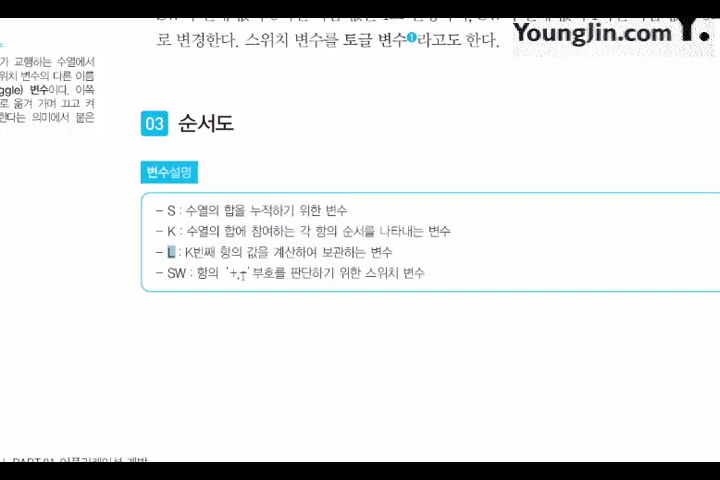 로 변경한다. 스위치 변수를 토글 변수❶라고도 한다.
YoungJin.com Y.
가 교행하는 수열에서
위치 변수의 다른 이름
ggle) 변수이다. 이쪽
로 옮겨 가며 끄고 켜
한다는 의미에서 붙은
03 순서도
변수설명
– S : 수열의 합을 누적하기 위한 변수
– K : 수열의 합에 참여하는 각 항의 순서를 나타내는 변수
– L : K번째 항의 값을 계산하여 보관하는 변수
– SW : 항의 '+,-' 부호를 판단하기 위한 스위치 변수